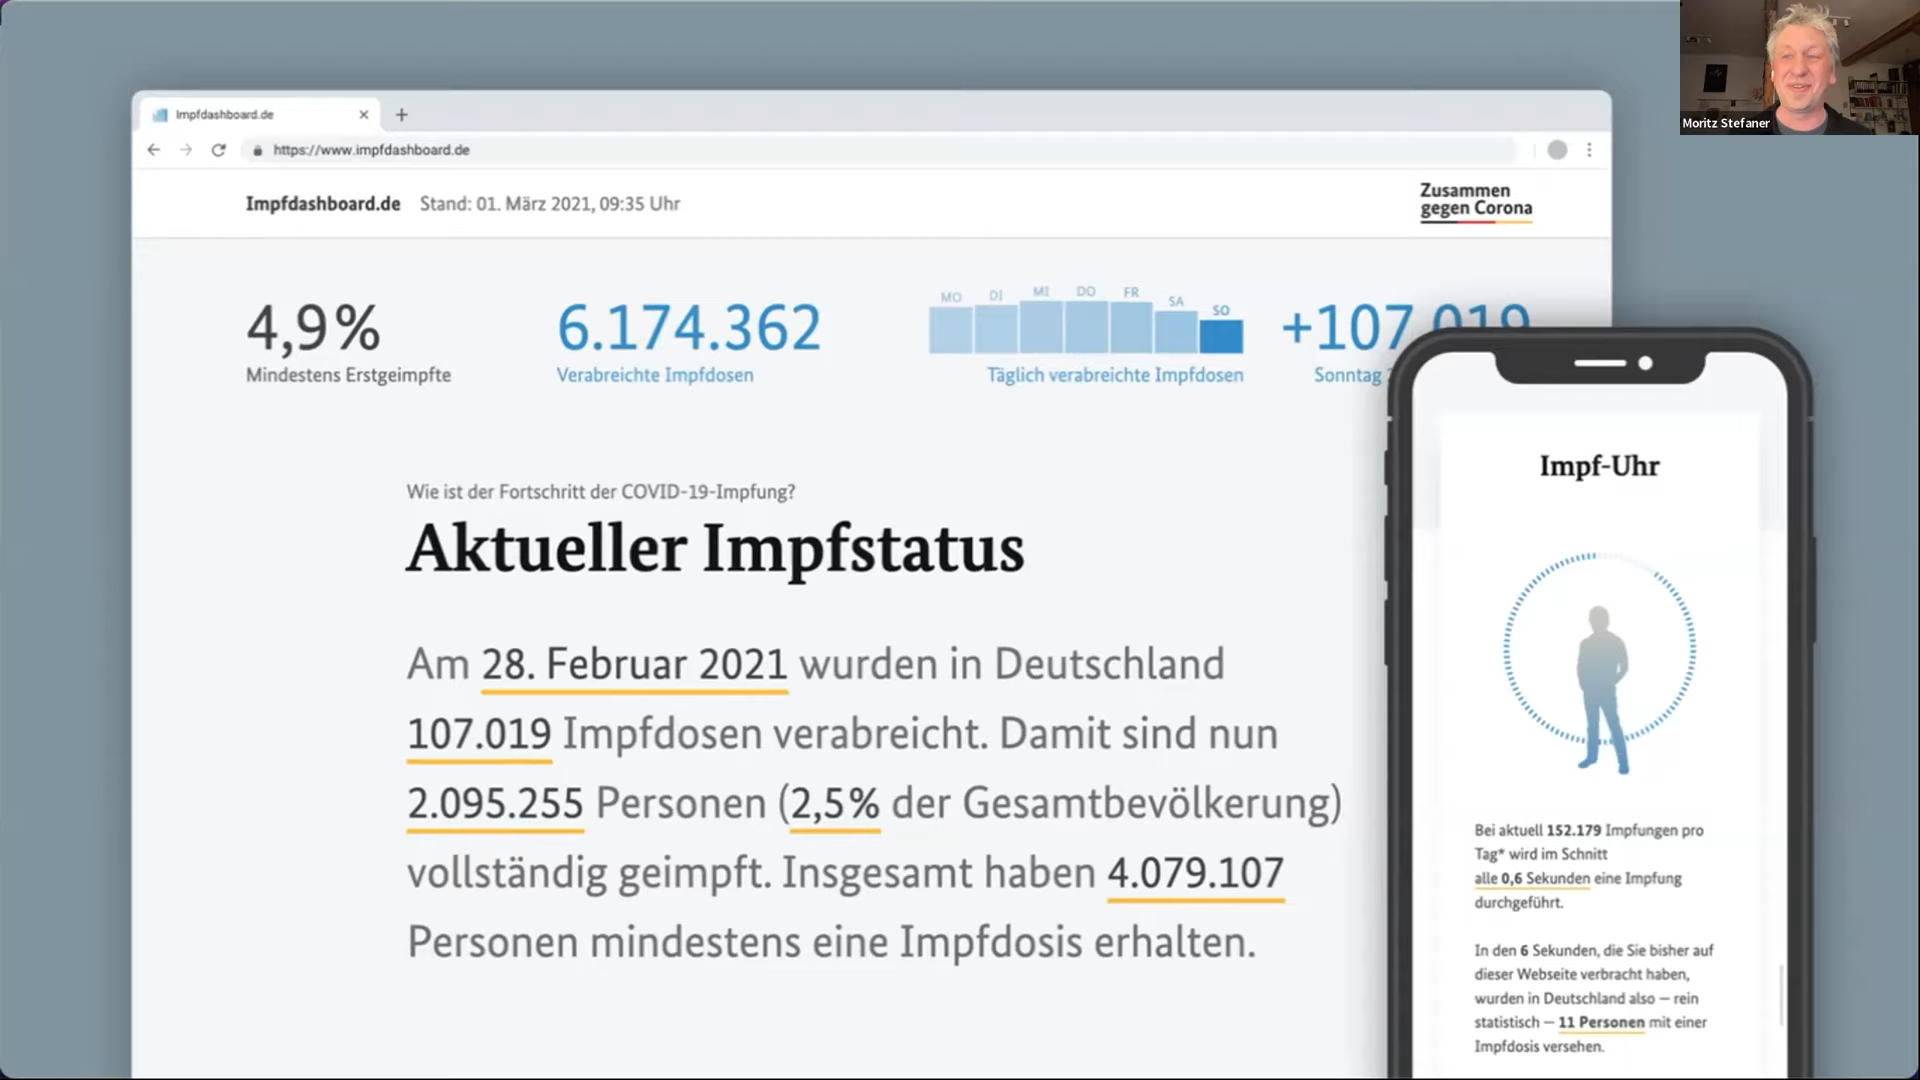 Moritz Stefaner
Impfdashboard.de
https://www.impfdashboard.de
Impfdashboard.de Stand: 01. März 2021, 09:35 Uhr
Zusammen
gegen Corona
4,9%
Mindestens Erstgeimpfte
6.174.362
Verabreichte Impfdosen
MO DI MI DO FR SA SO
Täglich verabreichte Impfdosen
+107.019
Sonntag
Wie ist der Fortschritt der COVID-19-Impfung?
Aktueller Impfstatus
Am 28. Februar 2021 wurden in Deutschland
107.019 Impfdosen verabreicht. Damit sind nun
2.095.255 Personen (2,5% der Gesamtbevölkerung)
vollständig geimpft. Insgesamt haben 4.079.107
Personen mindestens eine Impfdosis erhalten.
Impf-Uhr
Bei aktuell 152.179 Impfungen pro
Tag* wird im Schnitt
alle 0,6 Sekunden eine Impfung
durchgeführt.
In den 6 Sekunden, die Sie bisher auf
dieser Webseite verbracht haben,
wurden in Deutschland also – rein
statistisch – 11 Personen mit einer
Impfdosis versehen.